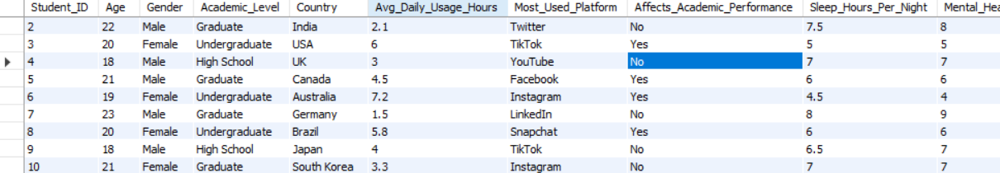 Student_ID Age Gender Academic_Level Country Avg_Daily_Usage_Hours Most_Used_Platform Affects_Academic_Performance Sleep_Hours_Per_Night Mental_Hea
2 22 Male Graduate India 2.1 Twitter No 7.5 8
3 20 Female Undergraduate USA 6 TikTok Yes 5 5
4 18 Male High School UK 3 YouTube No 7 7
5 21 Male Graduate Canada 4.5 Facebook Yes 6 6
6 19 Female Undergraduate Australia 7.2 Instagram Yes 4.5 4
7 23 Male Graduate Germany 1.5 LinkedIn No 8 9
8 20 Female Undergraduate Brazil 5.8 Snapchat Yes 6 6
9 18 Male High School Japan 4 TikTok No 6.5 7
10 21 Female Graduate South Korea 3.3 Instagram No 7 7